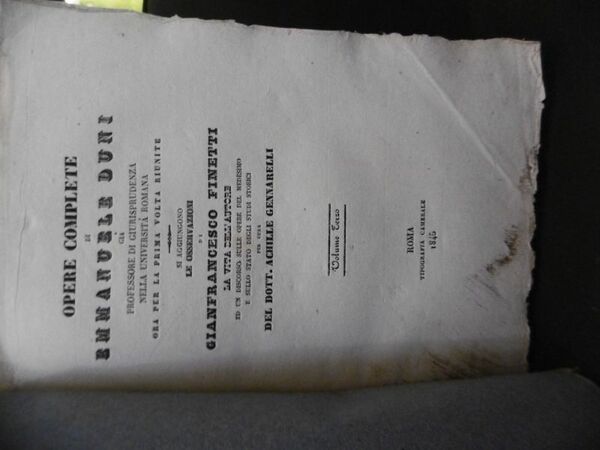 OPERE COMPLETE
DI
EMMANUELE DUNI
GIÀ
PROFESSORE DI GIURISPRUDENZA
NELLA UNIVERSITÀ ROMANA
ORA PER LA PRIMA VOLTA RIUNITE
SI AGGIUNGONO
LE OSSERVAZIONI
DI
GIANFRANCESCO FINETTI
LA VITA DELL'AUTORE
ED UN DISCORSO SULLE OPERE DEL MEDESIMO
E SULLO STATO DEGLI STUDI STORICI
PER CURA
DEL DOTT. ACHILLE GENNARELLI
Volume Terzo
ROMA
TIPOGRAFIA CAMERALE
1845